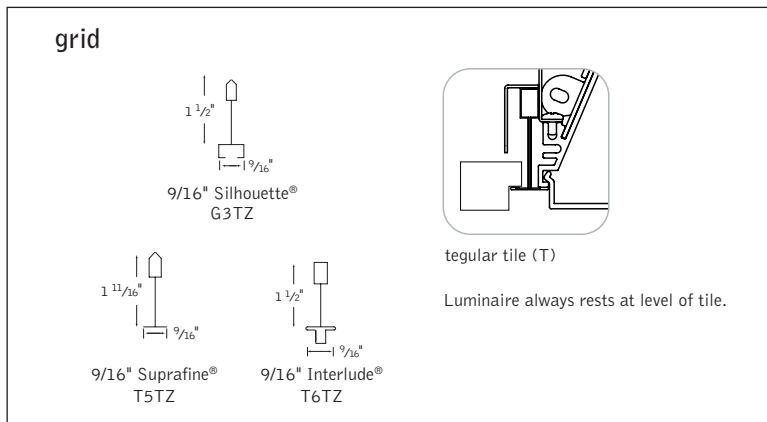 grid
1 1/2"
9/16"
9/16" Silhouette®
G3TZ
1 11/16"
9/16"
9/16" Suprafine®
T5TZ
1 1/2"
9/16"
9/16" Interlude®
T6TZ
tegular tile (T)
Luminaire always rests at level of tile.